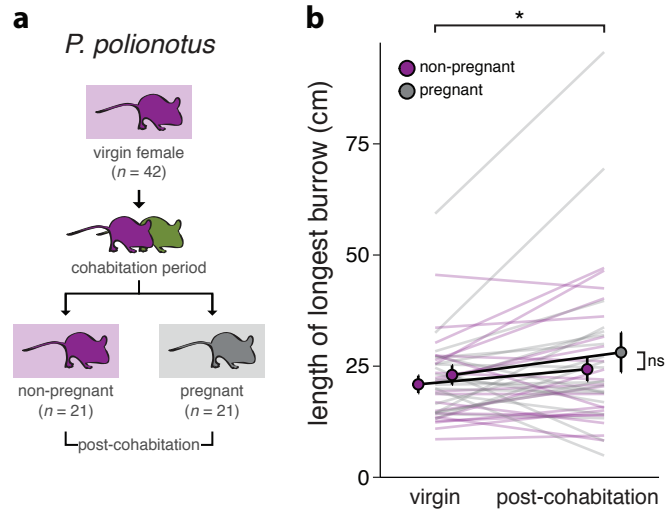 a
P. polionotus
virgin female
(n = 42)
cohabitation period
non-pregnant
(n = 21)
pregnant
(n = 21)
post-cohabitation
b
*
non-pregnant
pregnant
length of longest burrow (cm)
75
50
25
0
ns
virgin
post-cohabitation